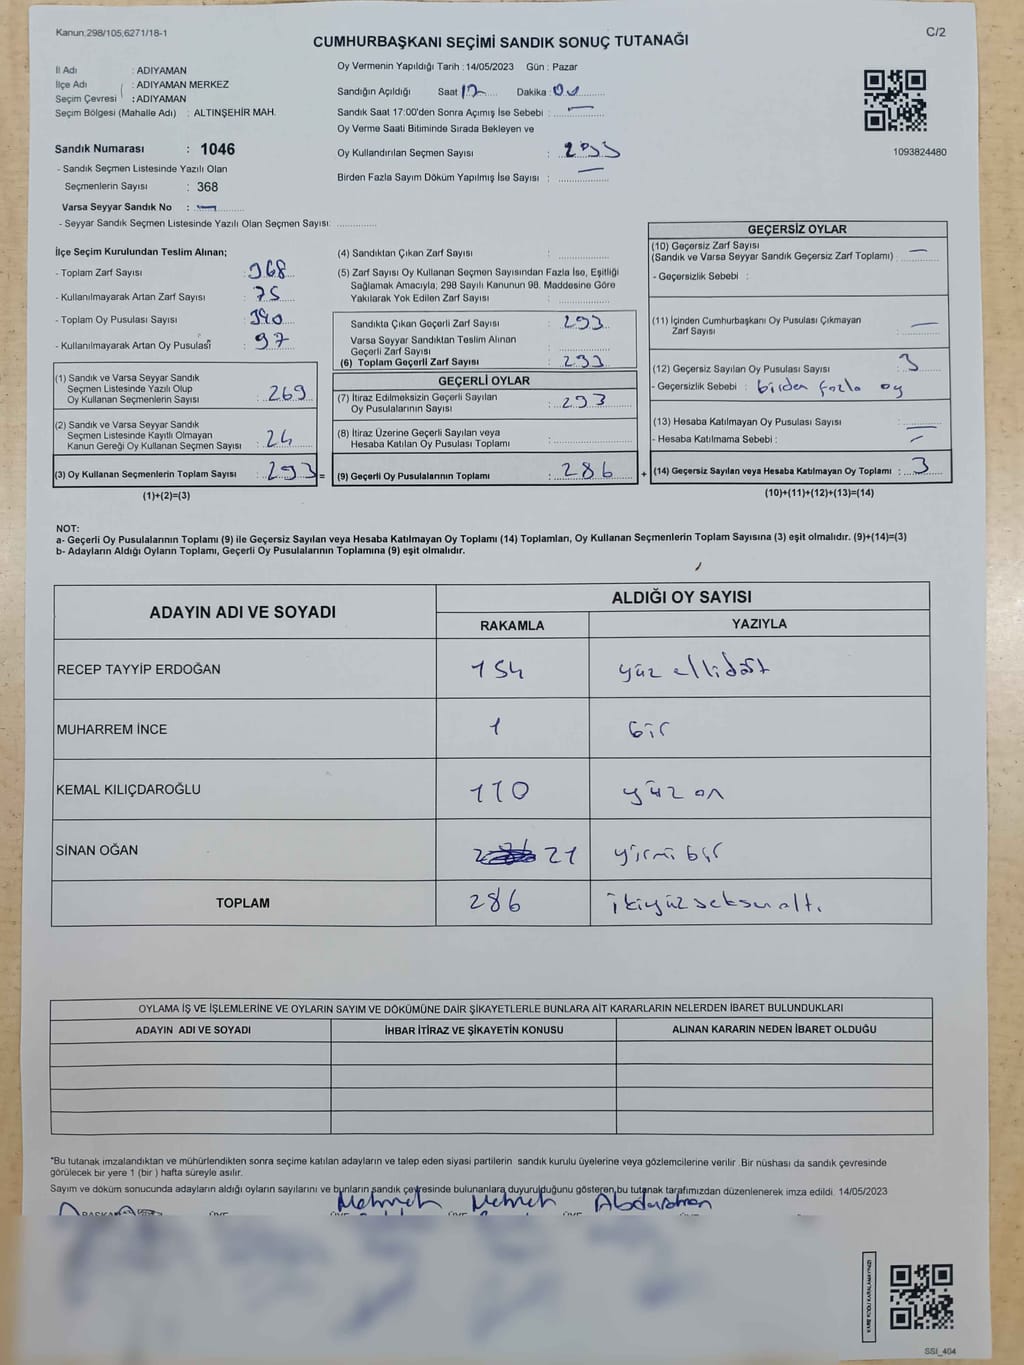 Kanun:298/105;6271/18-1
C/2
CUMHURBAŞKANI SEÇİMİ SANDIK SONUÇ TUTANAĞI
İl Adı : ADIYAMAN
İlçe Adı : ADIYAMAN MERKEZ
Seçim Çevresi : ADIYAMAN
Seçim Bölgesi (Mahalle Adı) : ALTINŞEHİR MAH.
Sandık Numarası : 1046
- Sandık Seçmen Listesinde Yazılı Olan
Seçmenlerin Sayısı : 368
Varsa Seyyar Sandık No : —
- Seyyar Sandık Seçmen Listesinde Yazılı Olan Seçmen Sayısı:
Oy Vermenin Yapıldığı Tarih :14/05/2023 Gün : Pazar
Sandığın Açıldığı Saat Dakika :
Sandık Saat 17:00'den Sonra Açımış İse Sebebi : —
Oy Verme Saati Bitiminde Sırada Bekleyen ve
Oy Kullandırılan Seçmen Sayısı :
Birden Fazla Sayım Döküm Yapılmış İse Sayısı : —
1093824480
İlçe Seçim Kurulundan Teslim Alınan;
- Toplam Zarf Sayısı : 368
- Kullanılmayarak Artan Zarf Sayısı : 75
- Toplam Oy Pusulası Sayısı : 390
- Kullanılmayarak Artan Oy Pusulası : 97
(1) Sandık ve Varsa Seyyar Sandık
Seçmen Listesinde Yazılı Olup
Oy Kullanan Seçmenlerin Sayısı : 269
(2) Sandık ve Varsa Seyyar Sandık
Seçmen Listesinde Kayıtlı Olmayan
Kanun Gereği Oy Kullanan Seçmen Sayısı : 24
(3) Oy Kullanan Seçmenlerin Toplam Sayısı : 293 =
(1)+(2)=(3)
(4) Sandıktan Çıkan Zarf Sayısı :
(5) Zarf Sayısı Oy Kullanan Seçmen Sayısından Fazla İse, Eşitliği
Sağlamak Amacıyla; 298 Sayılı Kanunun 98. Maddesine Göre
Yakılarak Yok Edilen Zarf Sayısı :
Sandıkta Çıkan Geçerli Zarf Sayısı : 293
Varsa Seyyar Sandıktan Teslim Alınan
Geçerli Zarf Sayısı :
(6) Toplam Geçerli Zarf Sayısı : 293
GEÇERLİ OYLAR
(7) İtiraz Edilmeksizin Geçerli Sayılan
Oy Pusulalarının Sayısı : 293
(8) İtiraz Üzerine Geçerli Sayılan veya
Hesaba Katılan Oy Pusulası Toplamı :
(9) Geçerli Oy Pusulalarının Toplamı : 286 +
GEÇERSİZ OYLAR
(10) Geçersiz Zarf Sayısı
(Sandık ve Varsa Seyyar Sandık Geçersiz Zarf Toplamı) : —
- Geçersizlik Sebebi :
(11) İçinden Cumhurbaşkanı Oy Pusulası Çıkmayan
Zarf Sayısı : —
(12) Geçersiz Sayılan Oy Pusulası Sayısı : 3
- Geçersizlik Sebebi : birden fazla oy
(13) Hesaba Katılmayan Oy Pusulası Sayısı : —
- Hesaba Katılmama Sebebi : —
(14) Geçersiz Sayılan veya Hesaba Katılmayan Oy Toplamı : 3
(10)+(11)+(12)+(13)=(14)
NOT:
a- Geçerli Oy Pusulalarının Toplamı (9) ile Geçersiz Sayılan veya Hesaba Katılmayan Oy Toplamı (14) Toplamları, Oy Kullanan Seçmenlerin Toplam Sayısına (3) eşit olmalıdır. (9)+(14)=(3)
b- Adayların Aldığı Oyların Toplamı, Geçerli Oy Pusulalarının Toplamına (9) eşit olmalıdır.
ADAYIN ADI VE SOYADI ALDIĞI OY SAYISI
RAKAMLA YAZIYLA
RECEP TAYYİP ERDOĞAN 154 yüz ellidört
MUHARREM İNCE 1 bir
KEMAL KILIÇDAROĞLU 110 yüz on
SİNAN OĞAN 21 yirmi bir
TOPLAM 286 ikiyüz seksen altı
OYLAMA İŞ VE İŞLEMLERİNE VE OYLARIN SAYIM VE DÖKÜMÜNE DAİR ŞİKAYETLERLE BUNLARA AİT KARARLARIN NELERDEN İBARET BULUNDUKLARI
ADAYIN ADI VE SOYADI İHBAR İTİRAZ VE ŞİKAYETİN KONUSU ALINAN KARARIN NEDEN İBARET OLDUĞU
*Bu tutanak imzalandıktan ve mühürlendikten sonra seçime katılan adayların ve talep eden siyasi partilerin sandık kurulu üyelerine veya gözlemcilerine verilir. Bir nüshası da sandık çevresinde
görülecek bir yere 1 (bir ) hafta süreyle asılır.
Sayım ve döküm sonucunda adayların aldığı oyların sayılarını ve bunların sandık çevresinde bulunanlara duyurulduğunu gösteren bu tutanak tarafımızdan düzenlenerek imza edildi. 14/05/2023
Mehmet Mehmet Abdurrahman
BAŞKAN ÜYE ÜYE ÜYE ÜYE ÜYE
SSI_404